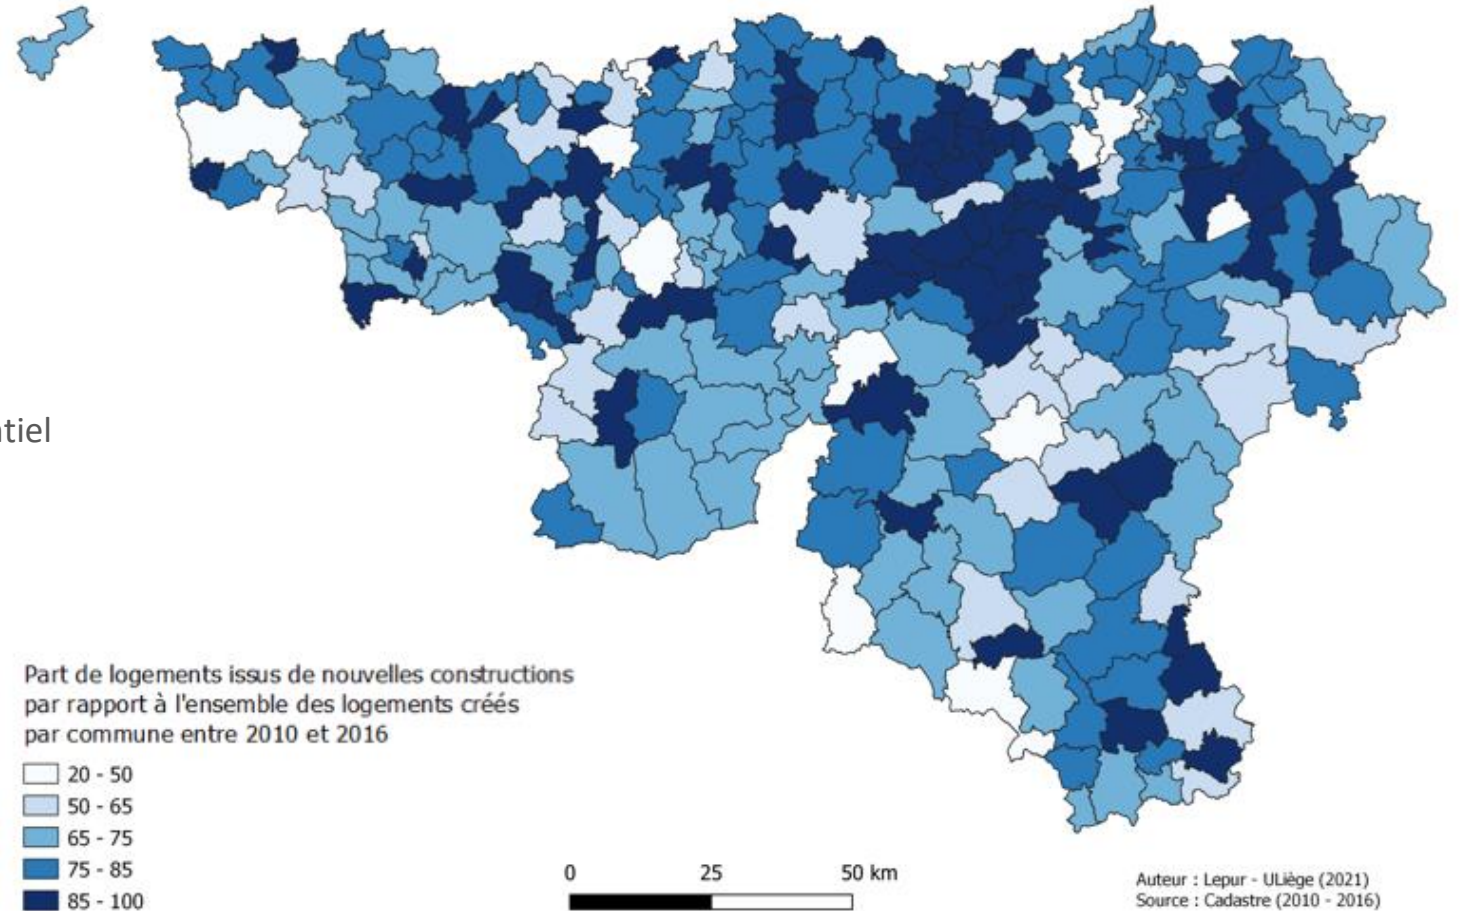 ntiel
Part de logements issus de nouvelles constructions
par rapport à l'ensemble des logements créés
par commune entre 2010 et 2016
20 - 50
50 - 65
65 - 75
75 - 85
85 - 100
0 25 50 km
Auteur : Lepur - ULiège (2021)
Source : Cadastre (2010 - 2016)